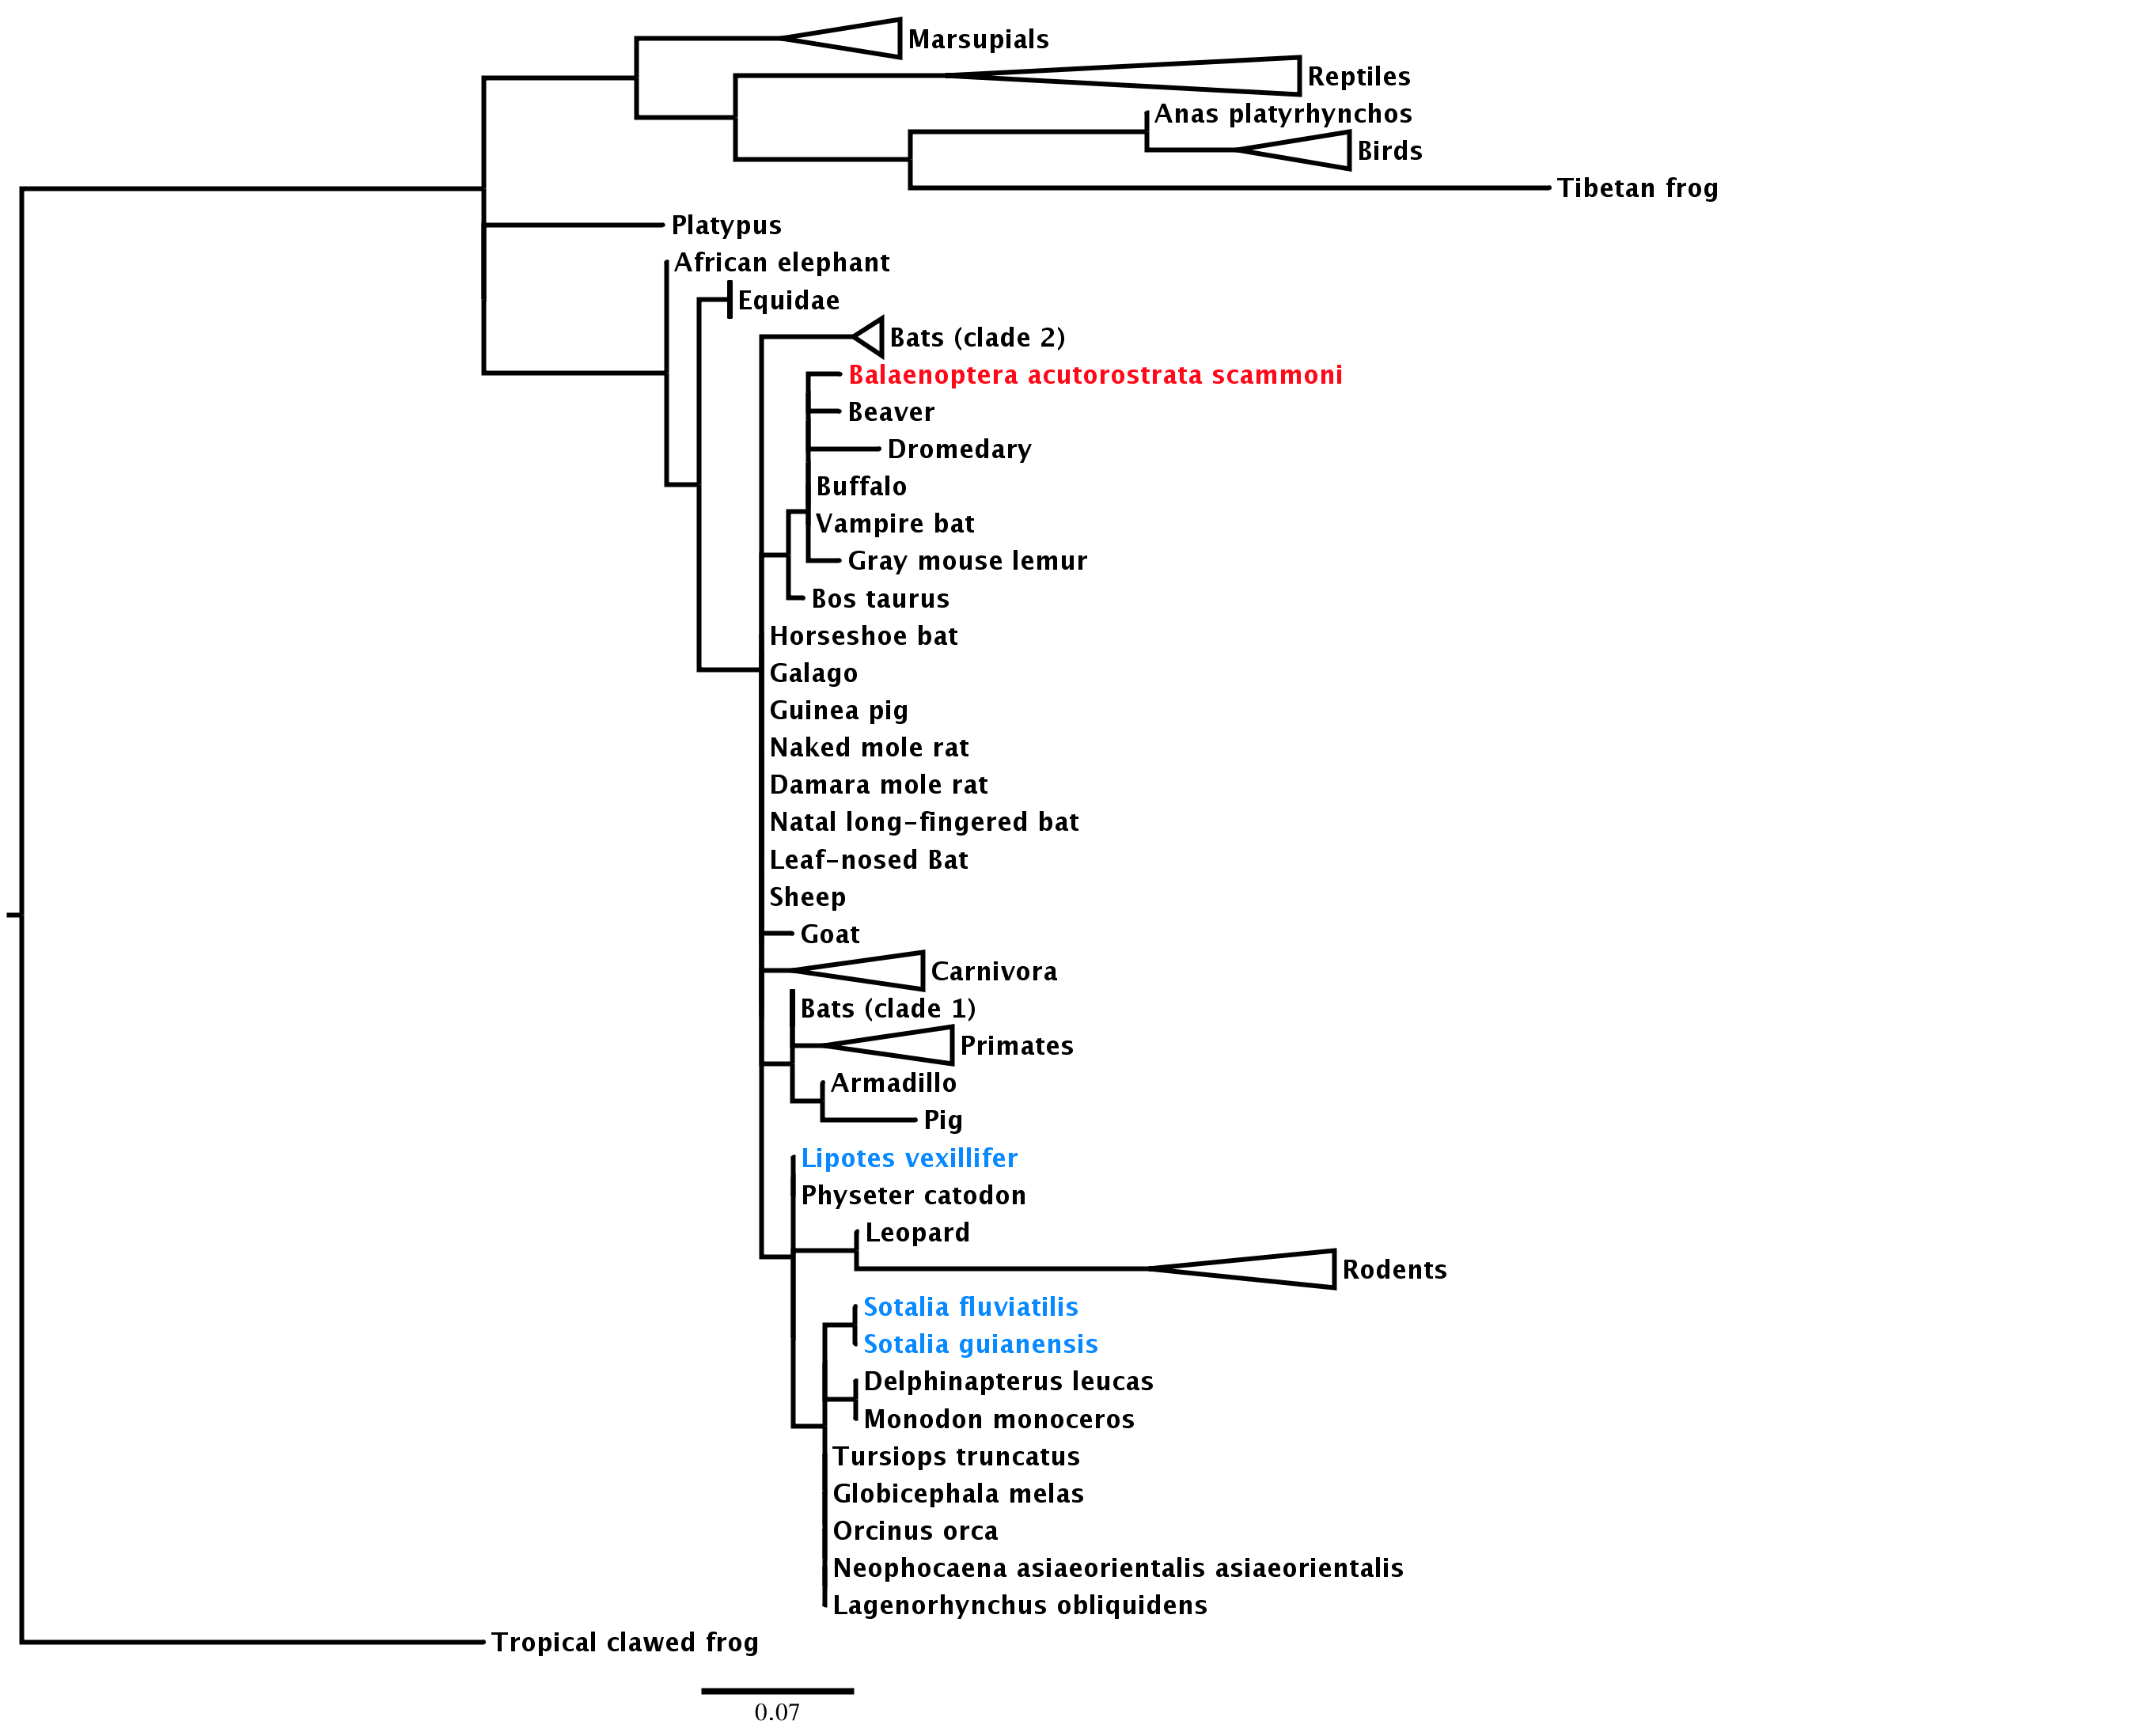 Marsupials
Reptiles
Anas platyrhynchos
Birds
Tibetan frog
Platypus
African elephant
Equidae
Bats (clade 2)
Balaenoptera acutorostrata scammoni
Beaver
Dromedary
Buffalo
Vampire bat
Gray mouse lemur
Bos taurus
Horseshoe bat
Galago
Guinea pig
Naked mole rat
Damara mole rat
Natal long-fingered bat
Leaf-nosed Bat
Sheep
Goat
Carnivora
Bats (clade 1)
Primates
Armadillo
Pig
Lipotes vexillifer
Physeter catodon
Leopard
Rodents
Sotalia fluviatilis
Sotalia guianensis
Delphinapterus leucas
Monodon monoceros
Tursiops truncatus
Globicephala melas
Orcinus orca
Neophocaena asiaeorientalis asiaeorientalis
Lagenorhynchus obliquidens
Tropical clawed frog
0.07